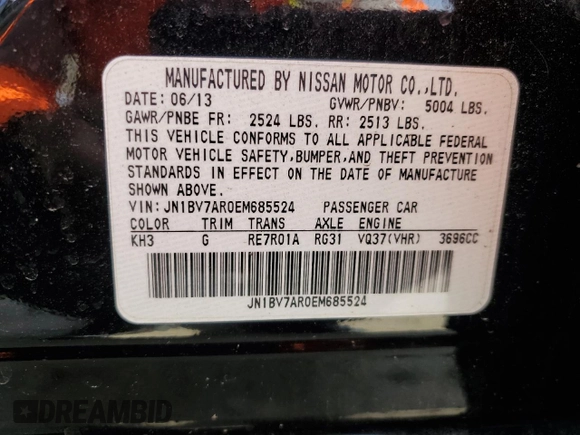 MANUFACTURED BY NISSAN MOTOR CO.,LTD.
DATE: 06/13 GVWR/PNBV: 5004 LBS.
GAWR/PNBE FR: 2524 LBS. RR: 2513 LBS.
THIS VEHICLE CONFORMS TO ALL APPLICABLE FEDERAL
MOTOR VEHICLE SAFETY,BUMPER,AND THEFT PREVENTION
STANDARDS IN EFFECT ON THE DATE OF MANUFACTURE
SHOWN ABOVE.
VIN: JN1BV7AR0EM685524 PASSENGER CAR
COLOR TRIM TRANS AXLE ENGINE
KH3 G RE7R01A RG31 VQ37(VHR) 3696CC
JN1BV7AR0EM685524
DREAMBID